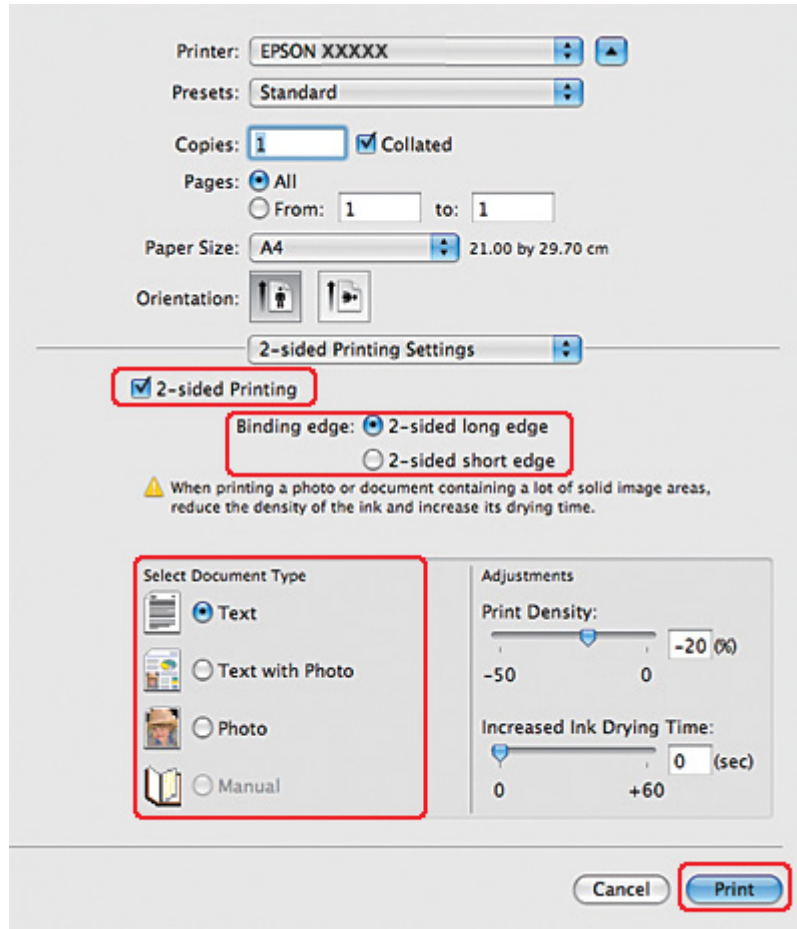 Printer: EPSON XXXXX
Presets: Standard
Copies: 1 Collated
Pages: All
From: 1 to: 1
Paper Size: A4 21.00 by 29.70 cm
Orientation:
2-sided Printing Settings
2-sided Printing
Binding edge: 2-sided long edge
2-sided short edge
When printing a photo or document containing a lot of solid image areas,
reduce the density of the ink and increase its drying time.
Select Document Type
Text
Text with Photo
Photo
Manual
Adjustments
Print Density:
-20 (%)
-50 0
Increased Ink Drying Time:
0 (sec)
0 +60
Cancel Print